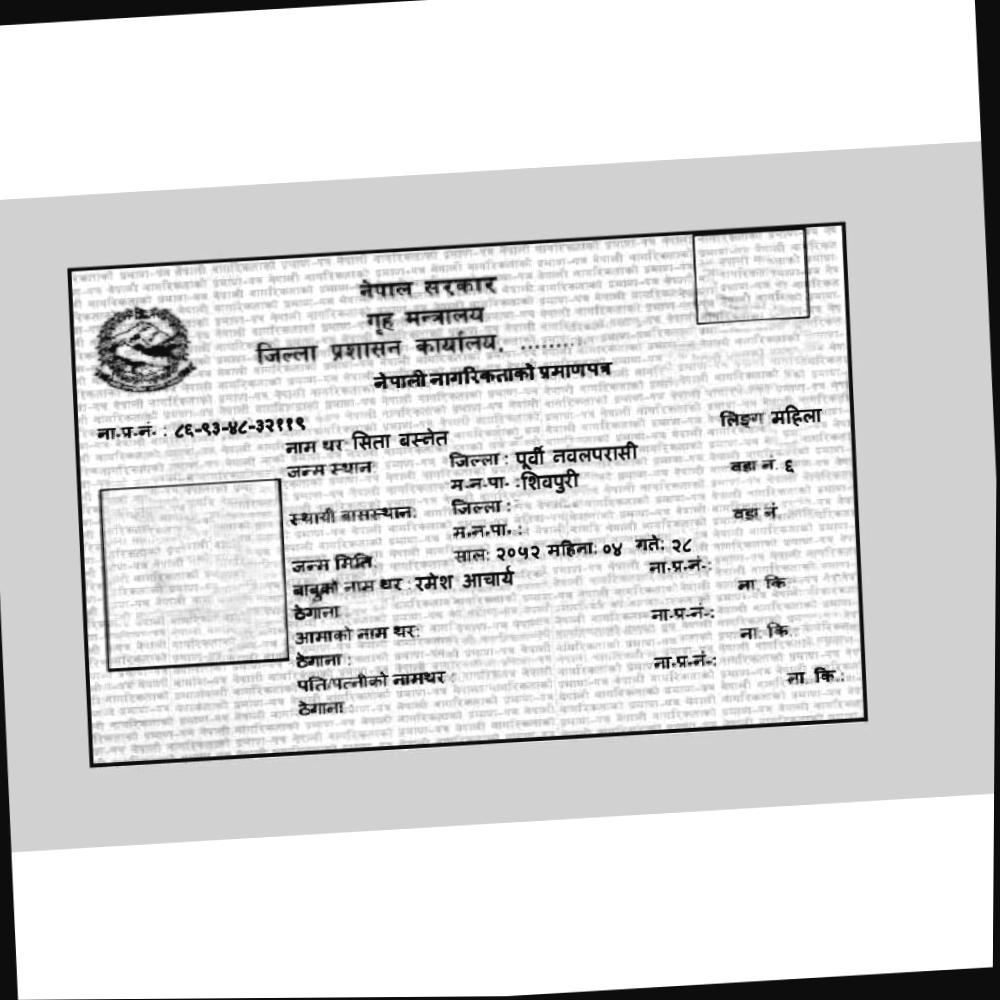 नेपाल सरकार
गृह मन्त्रालय
जिल्ला प्रशासन कार्यालय, ........
नेपाली नागरिकताको प्रमाणपत्र
ना.प्र.नं. : ८६-९३-४८-३२११९
लिङ्ग महिला
नाम थर सिता बस्नेत
जन्म स्थान: जिल्ला : पूर्वी नवलपरासी
म.न.पा. :शिवपुरी वडा नं. ६
स्थायी बासस्थान: जिल्ला :
म.न.पा. : वडा नं.
जन्म मिति: साल: २०५२ महिना: ०४ गते: २८
बाबुको नाम थर : रमेश आचार्य ना.प्र.नं.:
ठेगाना ना. कि.
आमाको नाम थर: ना.प्र.नं.:
ठेगाना : ना. कि.:
पति/पत्नीको नामथर : ना.प्र.नं.:
ठेगाना : ना. कि.: